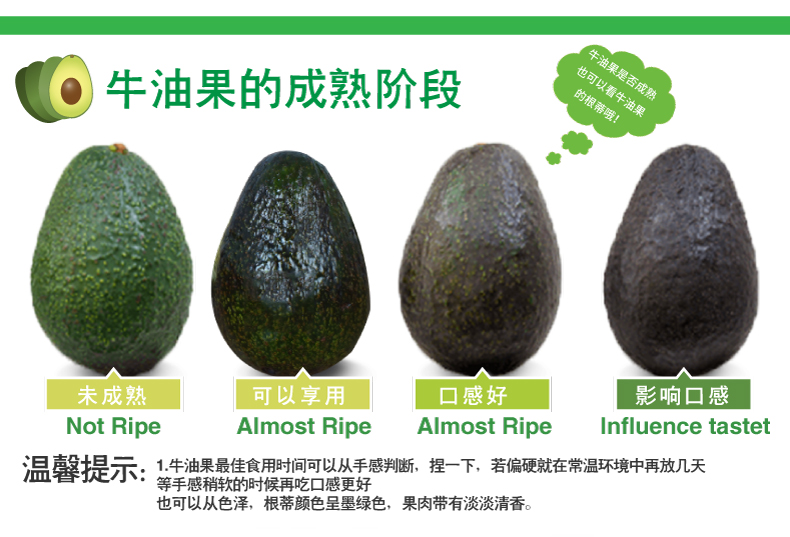 牛油果的成熟阶段
牛油果是否成熟
也可以看牛油果
的根蒂哦!
未成熟
Not Ripe
可以享用
Almost Ripe
口感好
Almost Ripe
影响口感
Influence tastet
温馨提示:
1.牛油果最佳食用时间可以从手感判断，捏一下，若偏硬就在常温环境中再放几天
等手感稍软的时候再吃口感更好
也可以从色泽，根蒂颜色呈墨绿色，果肉带有淡淡清香。